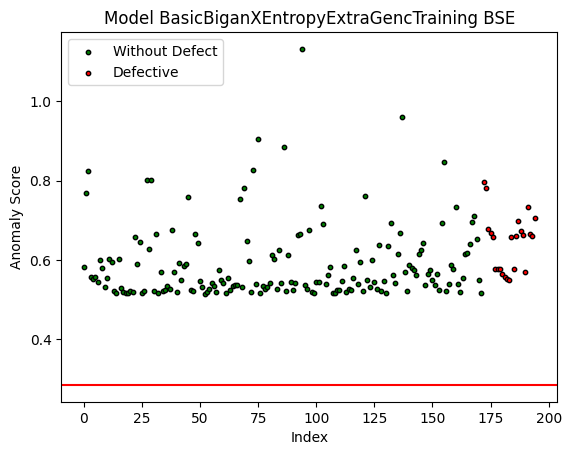 Model BasicBiganXEntropyExtraGencTraining BSE
Without Defect
Defective
Anomaly Score
1.0
0.8
0.6
0.4
0 25 50 75 100 125 150 175 200
Index